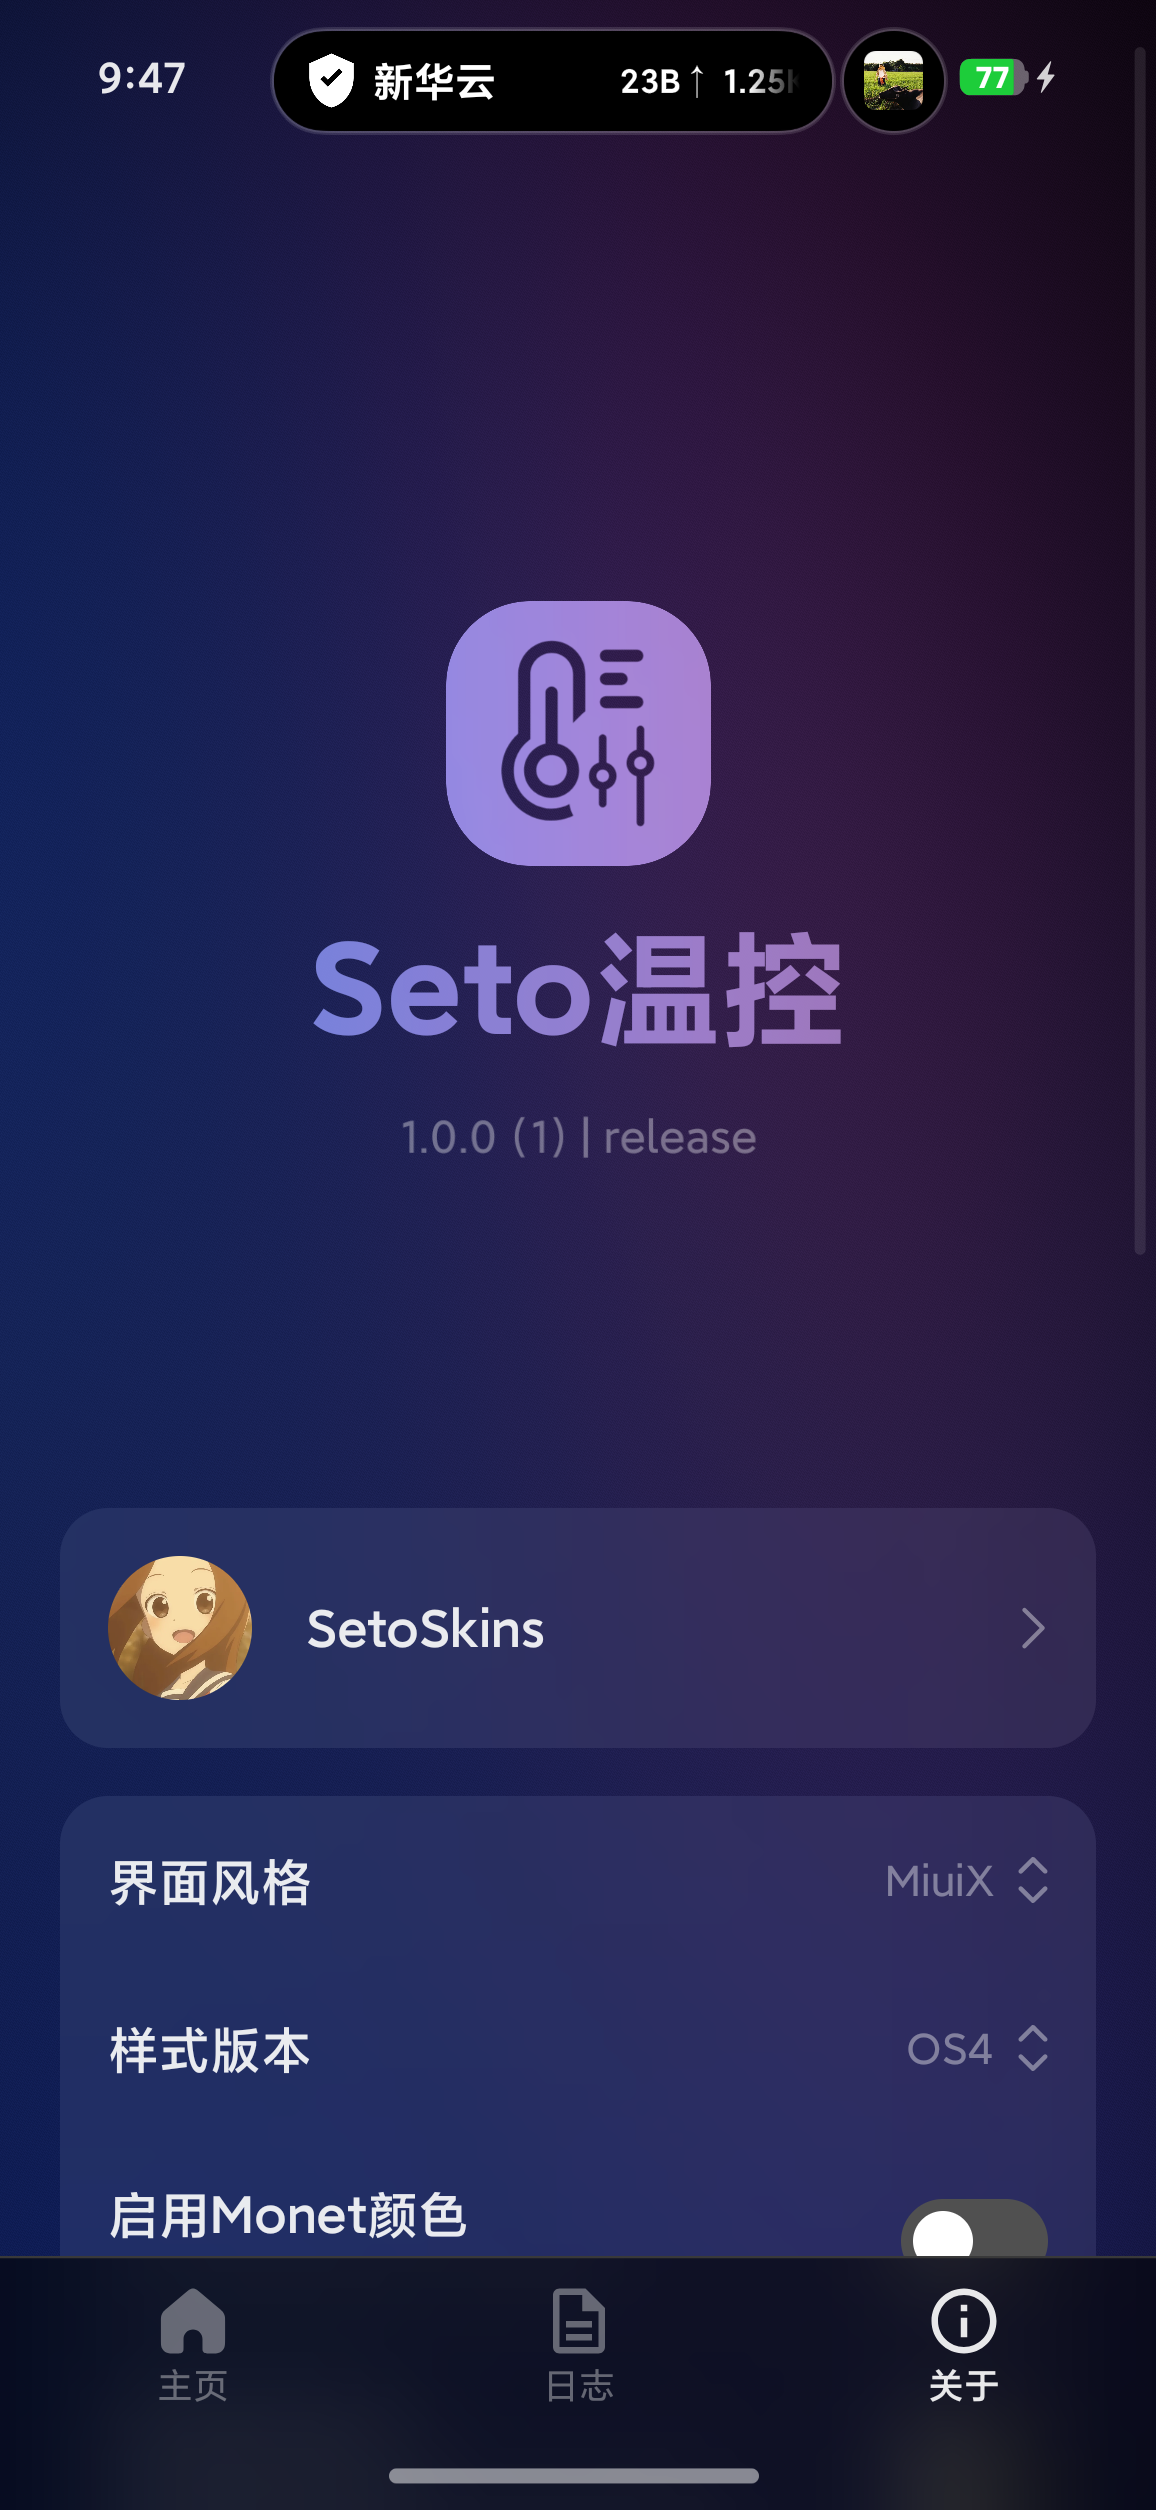 9:47
新华云
23B↑ 1.25
77
Seto温控
1.0.0 (1) | release
SetoSkins
界面风格
MiuiX
样式版本
OS4
启用Monet颜色
主页
日志
关于